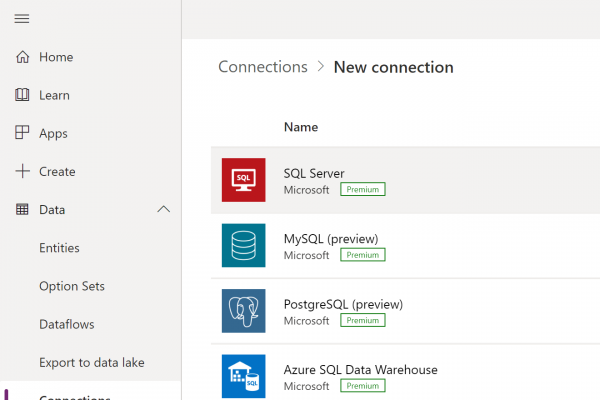 Home
Learn
Apps
Create
Data
Entities
Option Sets
Dataflows
Export to data lake
Connections
Connections > New connection
Name
SQL
SQL Server
Microsoft Premium
MySQL (preview)
Microsoft Premium
PostgreSQL (preview)
Microsoft Premium
SQL
Azure SQL Data Warehouse
Microsoft Premium